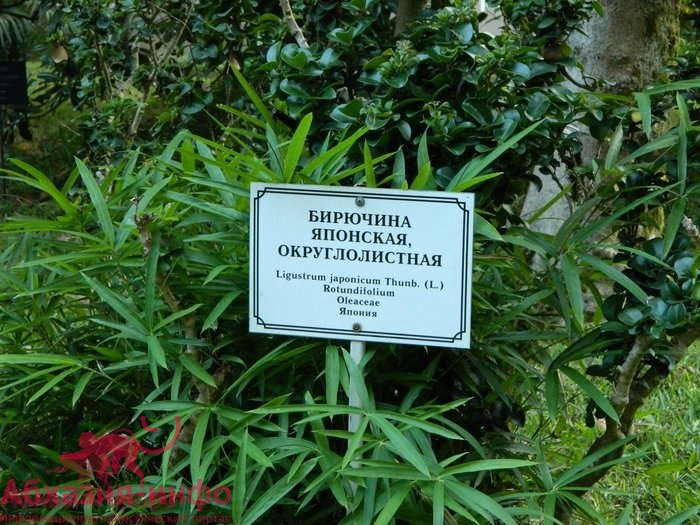 БИРЮЧИНА
ЯПОНСКАЯ,
ОКРУГЛОЛИСТНАЯ
Ligustrum japonicum Thunb. (L.)
Rotundifolium
Oleaceae
Япония
Абхазия-инфо